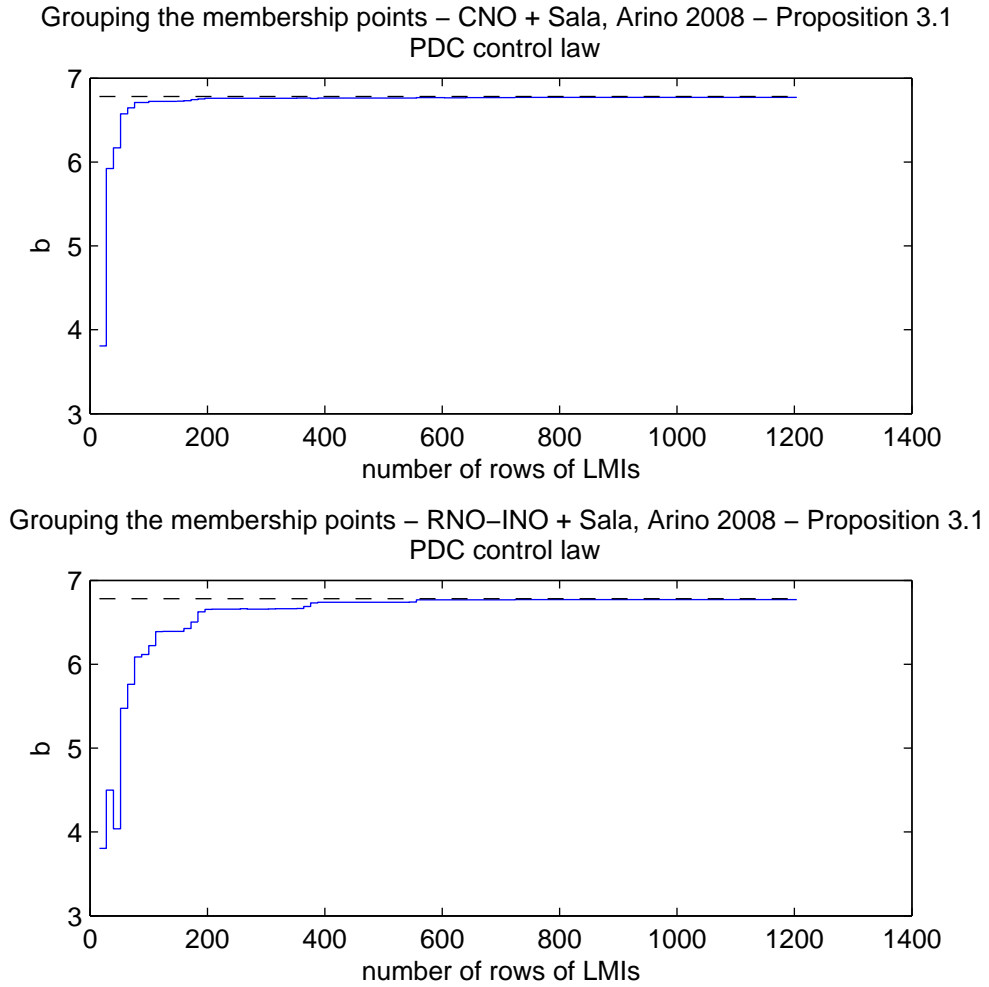 Grouping the membership points – CNO + Sala, Arino 2008 – Proposition 3.1
PDC control law
7
6
5
4
3
b
0 200 400 600 800 1000 1200 1400
number of rows of LMIs
Grouping the membership points – RNO–INO + Sala, Arino 2008 – Proposition 3.1
PDC control law
7
6
5
4
3
b
0 200 400 600 800 1000 1200 1400
number of rows of LMIs